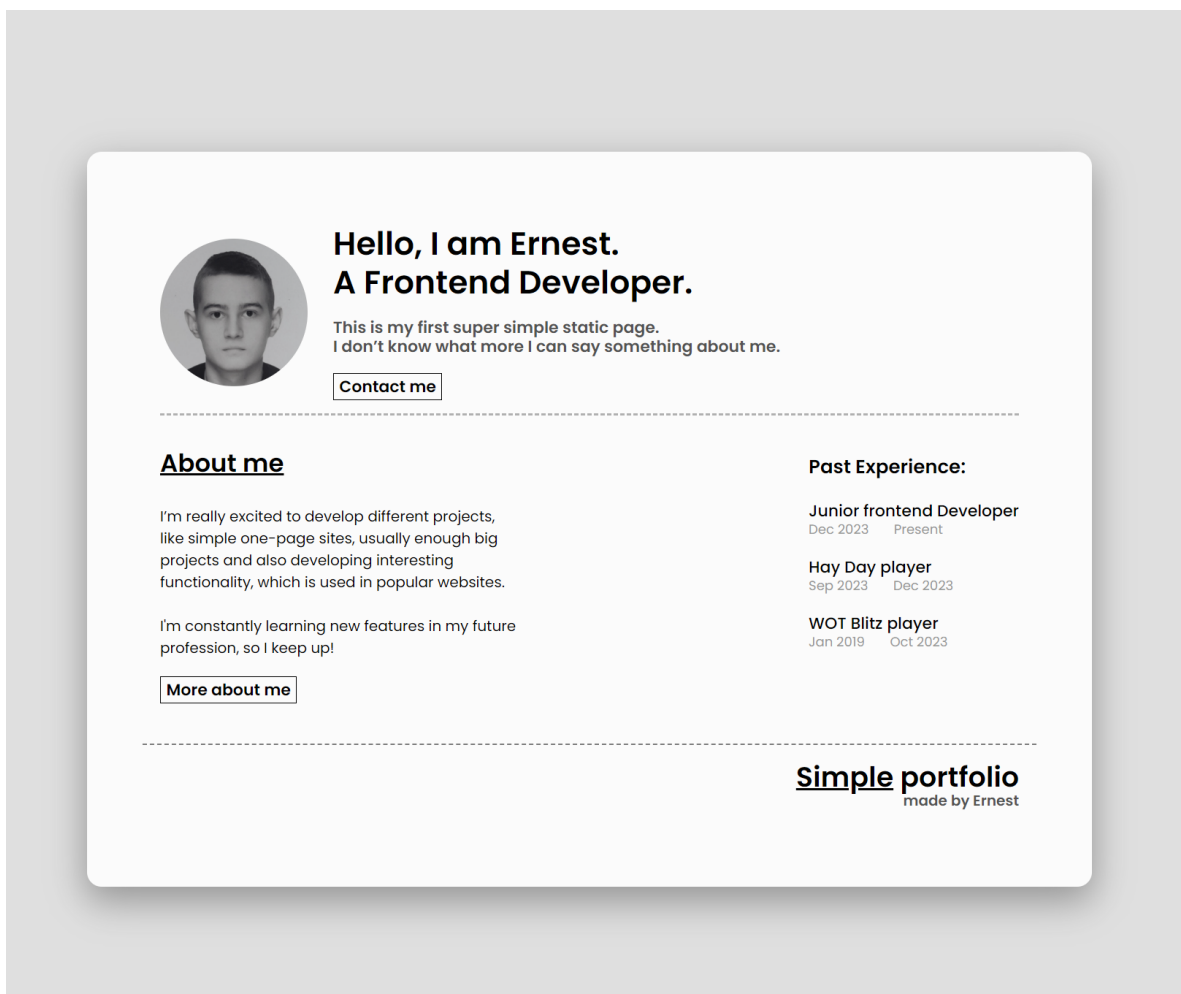 Hello, I am Ernest.
A Frontend Developer.
This is my first super simple static page.
I don’t know what more I can say something about me.
Contact me
About me
I’m really excited to develop different projects,
like simple one-page sites, usually enough big
projects and also developing interesting
functionality, which is used in popular websites.
I'm constantly learning new features in my future
profession, so I keep up!
More about me
Past Experience:
Junior frontend Developer
Dec 2023 Present
Hay Day player
Sep 2023 Dec 2023
WOT Blitz player
Jan 2019 Oct 2023
Simple portfolio
made by Ernest